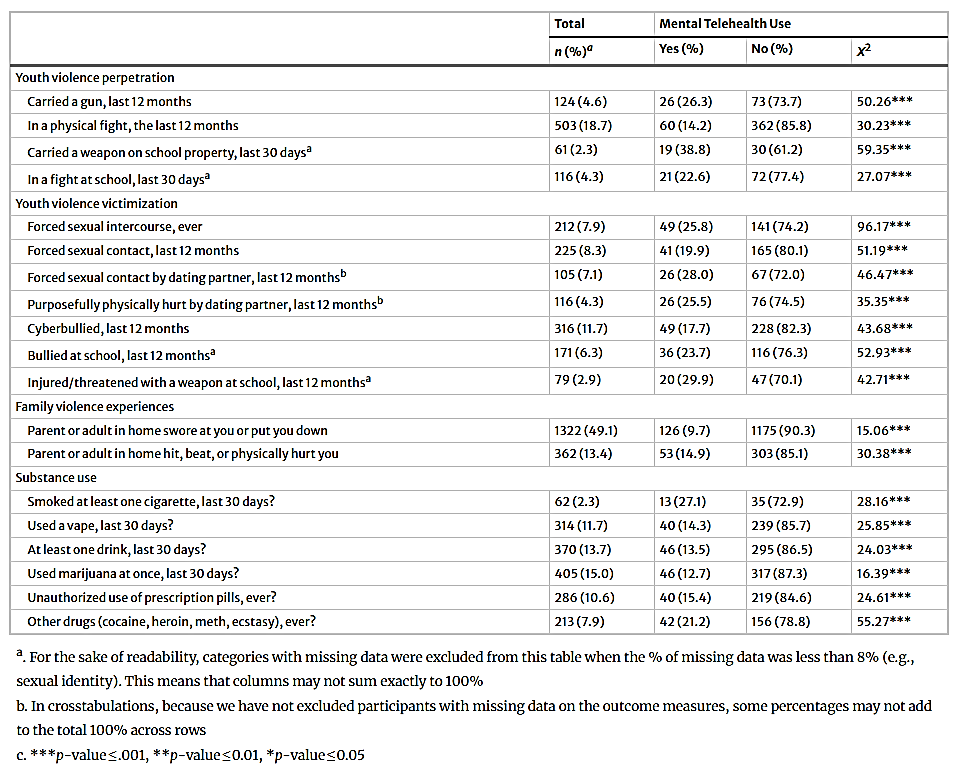 Total Mental Telehealth Use
n (%)a Yes (%) No (%) X2
Youth violence perpetration
Carried a gun, last 12 months 124 (4.6) 26 (26.3) 73 (73.7) 50.26***
In a physical fight, the last 12 months 503 (18.7) 60 (14.2) 362 (85.8) 30.23***
Carried a weapon on school property, last 30 daysa 61 (2.3) 19 (38.8) 30 (61.2) 59.35***
In a fight at school, last 30 daysa 116 (4.3) 21 (22.6) 72 (77.4) 27.07***
Youth violence victimization
Forced sexual intercourse, ever 212 (7.9) 49 (25.8) 141 (74.2) 96.17***
Forced sexual contact, last 12 months 225 (8.3) 41 (19.9) 165 (80.1) 51.19***
Forced sexual contact by dating partner, last 12 monthsb 105 (7.1) 26 (28.0) 67 (72.0) 46.47***
Purposefully physically hurt by dating partner, last 12 monthsb 116 (4.3) 26 (25.5) 76 (74.5) 35.35***
Cyberbullied, last 12 months 316 (11.7) 49 (17.7) 228 (82.3) 43.68***
Bullied at school, last 12 monthsa 171 (6.3) 36 (23.7) 116 (76.3) 52.93***
Injured/threatened with a weapon at school, last 12 monthsa 79 (2.9) 20 (29.9) 47 (70.1) 42.71***
Family violence experiences
Parent or adult in home swore at you or put you down 1322 (49.1) 126 (9.7) 1175 (90.3) 15.06***
Parent or adult in home hit, beat, or physically hurt you 362 (13.4) 53 (14.9) 303 (85.1) 30.38***
Substance use
Smoked at least one cigarette, last 30 days? 62 (2.3) 13 (27.1) 35 (72.9) 28.16***
Used a vape, last 30 days? 314 (11.7) 40 (14.3) 239 (85.7) 25.85***
At least one drink, last 30 days? 370 (13.7) 46 (13.5) 295 (86.5) 24.03***
Used marijuana at once, last 30 days? 405 (15.0) 46 (12.7) 317 (87.3) 16.39***
Unauthorized use of prescription pills, ever? 286 (10.6) 40 (15.4) 219 (84.6) 24.61***
Other drugs (cocaine, heroin, meth, ecstasy), ever? 213 (7.9) 42 (21.2) 156 (78.8) 55.27***
a. For the sake of readability, categories with missing data were excluded from this table when the % of missing data was less than 8% (e.g.,
sexual identity). This means that columns may not sum exactly to 100%
b. In crosstabulations, because we have not excluded participants with missing data on the outcome measures, some percentages may not add
to the total 100% across rows
c. ***p-value≤.001, **p-value≤0.01, *p-value≤0.05